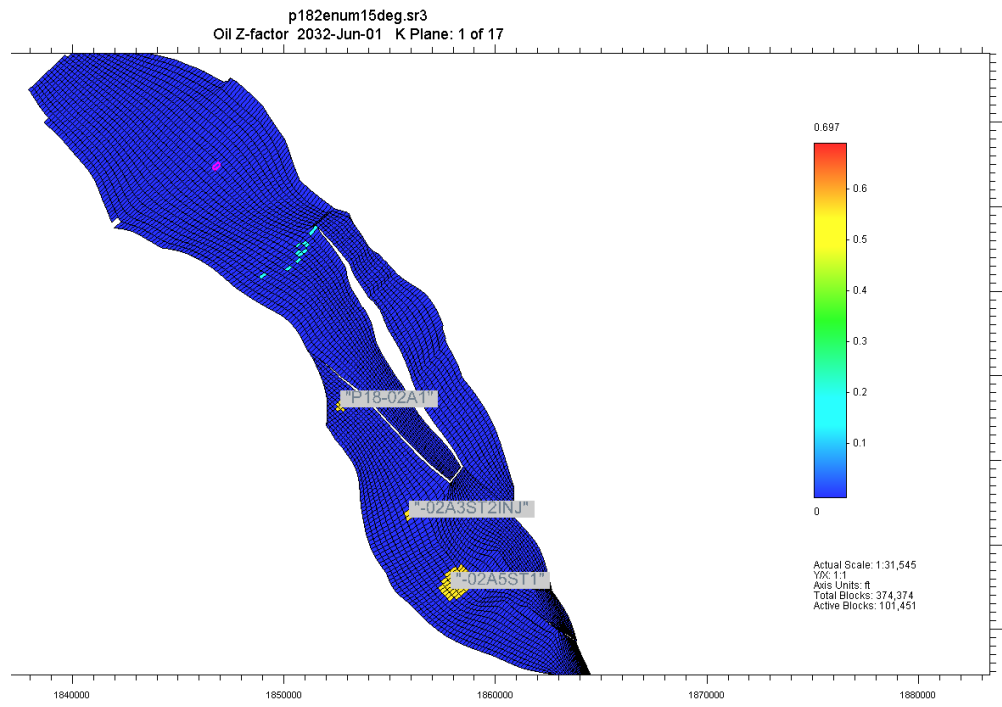 p182enum15deg.sr3
Oil Z-factor 2032-Jun-01 K Plane: 1 of 17
0.697
0.6
0.5
0.4
0.3
0.2
0.1
0
"P18-02A1"
"-02A3ST2INJ"
"-02A5ST1"
Actual Scale: 1:31,545
Y/X: 1:1
Axis Units: ft
Total Blocks: 374,374
Active Blocks: 101,451
1840000
1850000
1860000
1870000
1880000